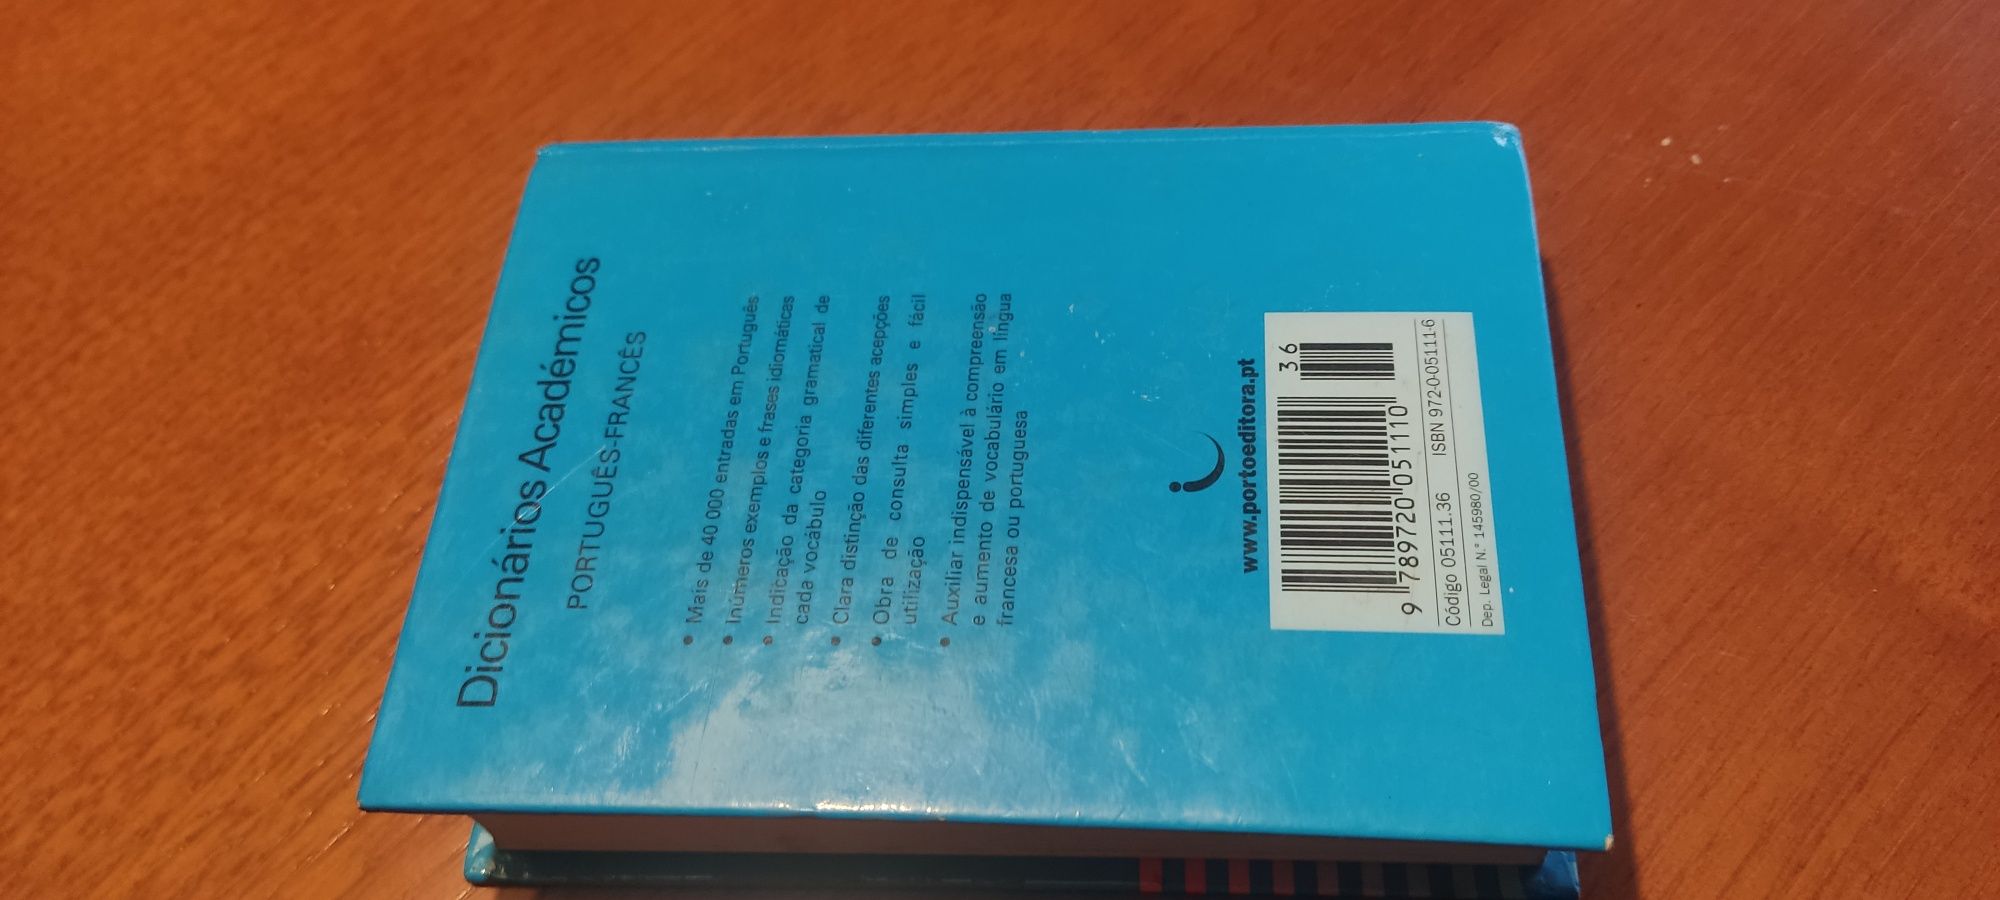 Dicionários Académicos
PORTUGUÊS-FRANCÊS
• Mais de 40 000 entradas em Português
• Inúmeros exemplos e frases idiomáticas
• Indicação da categoria gramatical de
cada vocábulo
• Clara distinção das diferentes acepções
• Obra de consulta simples e fácil
utilização
• Auxiliar indispensável à compreensão
e aumento de vocabulário em língua
francesa ou portuguesa
www.portoeditora.pt
36
9 789720 051110
Código 05111.36 ISBN 972-0-05111-6
Dep. Legal N.° 145980/00